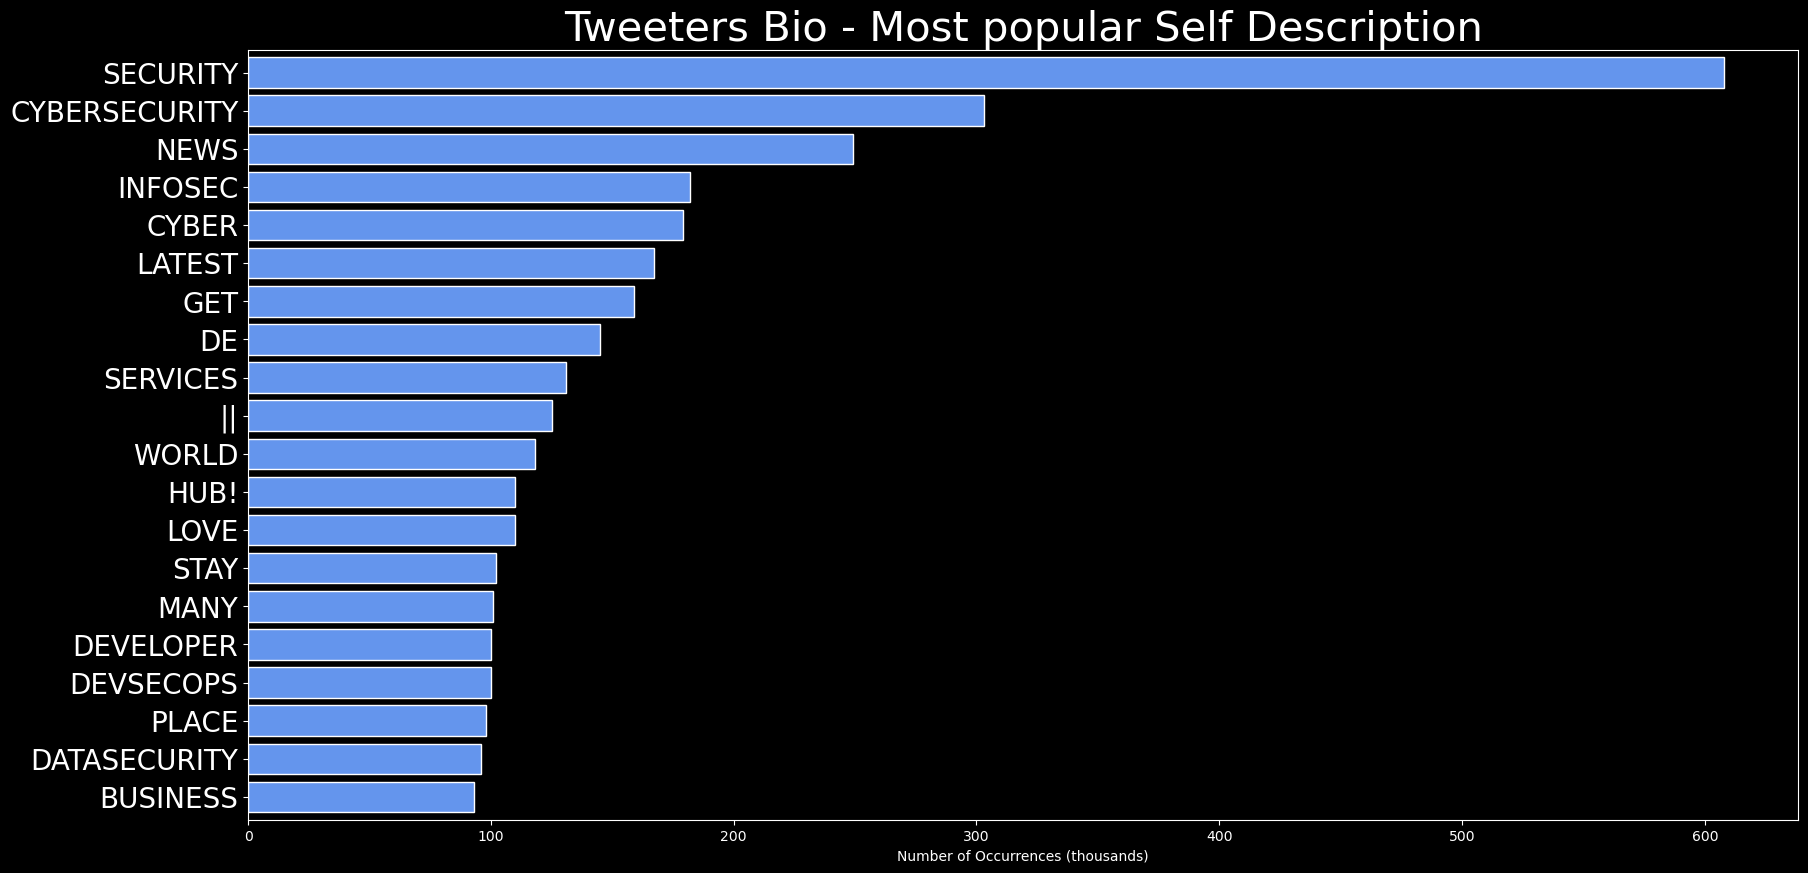 Tweeters Bio - Most popular Self Description
SECURITY
CYBERSECURITY
NEWS
INFOSEC
CYBER
LATEST
GET
DE
SERVICES
||
WORLD
HUB!
LOVE
STAY
MANY
DEVELOPER
DEVSECOPS
PLACE
DATASECURITY
BUSINESS
0 100 200 300 400 500 600
Number of Occurrences (thousands)